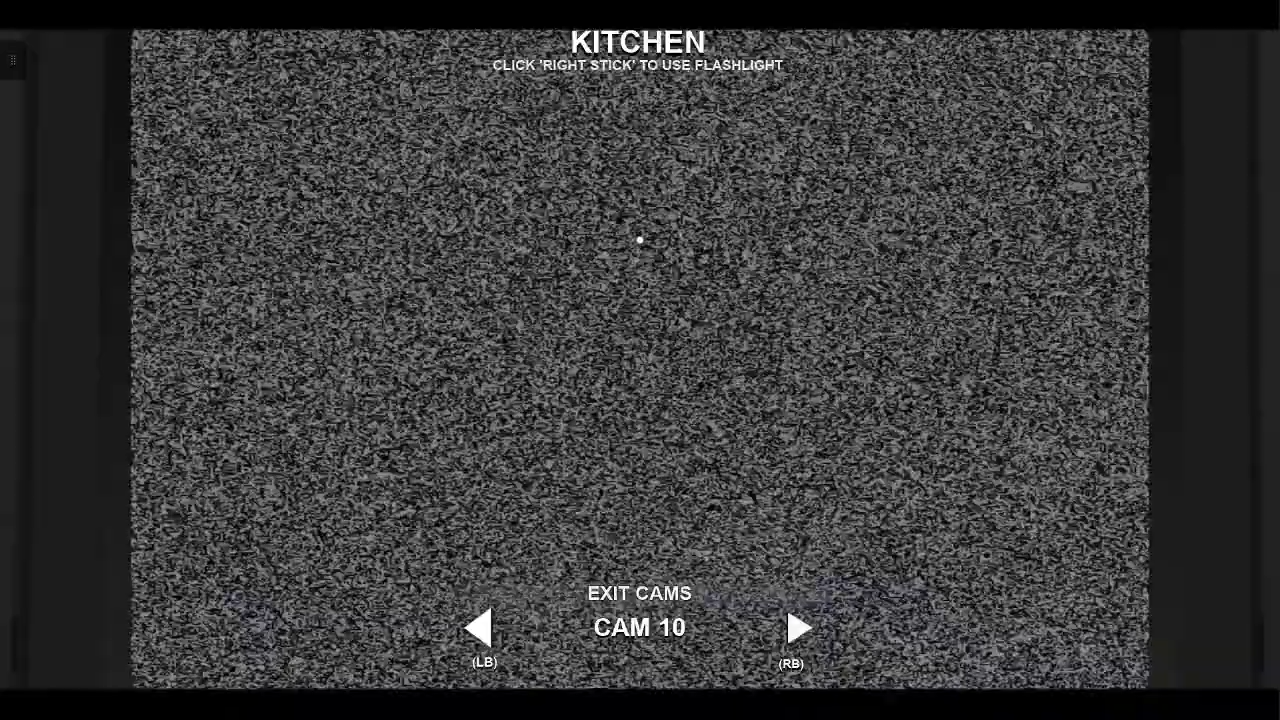 KITCHEN
CLICK 'RIGHT STICK' TO USE FLASHLIGHT
EXIT CAMS
CAM 10
(LB)
(RB)